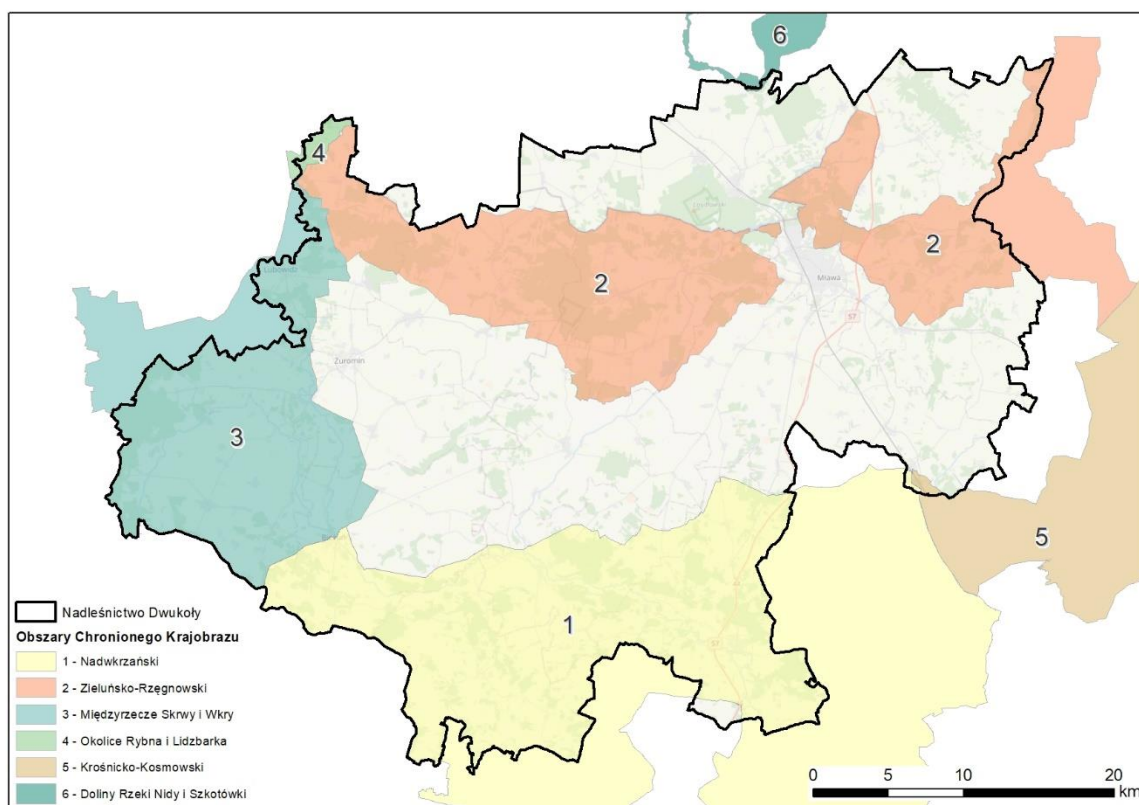 6
4
2
2
Lubowidz
Mława
Żuromin
3
5
1
Nadleśnictwo Dwukoły
Obszary Chronionego Krajobrazu
1 - Nadwkrzański
2 - Zieluńsko-Rzęgnowski
3 - Międzyrzecze Skrwy i Wkry
4 - Okolice Rybna i Lidzbarka
5 - Krośnicko-Kosmowski
6 - Doliny Rzeki Nidy i Szkotówki
0 5 10 20
km